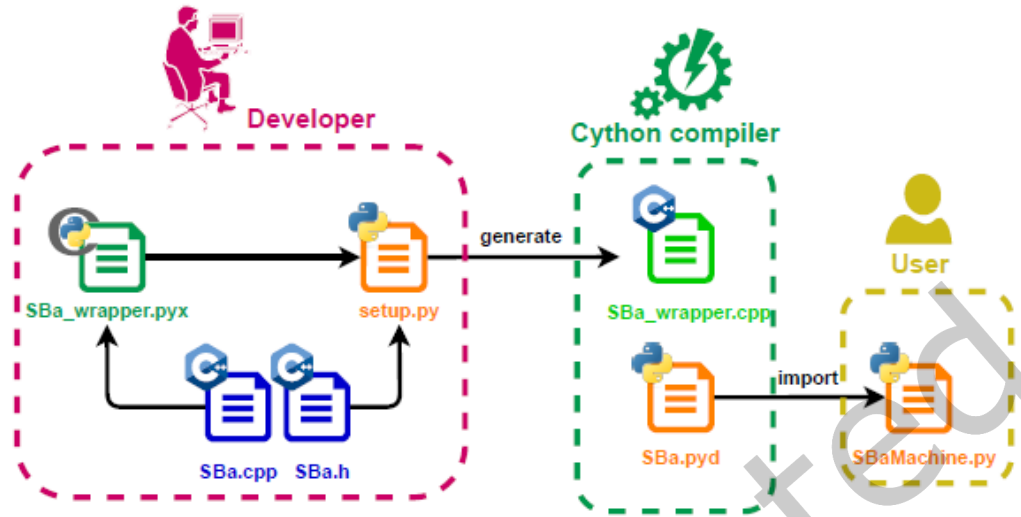 Developer
Cython compiler
User
SBa_wrapper.pyx
setup.py
generate
SBa_wrapper.cpp
SBa.cpp
SBa.h
SBa.pyd
import
SBaMachine.py